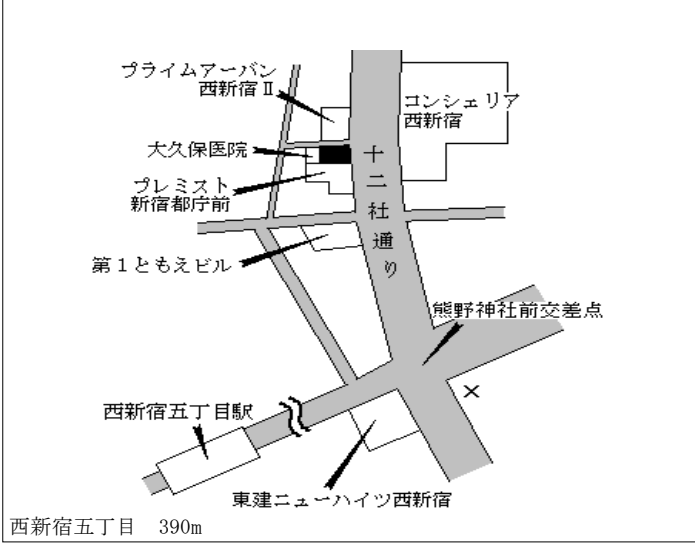 プライムアーバン
西新宿Ⅱ
コンシェリア
西新宿
大久保医院
十二社通り
プレミスト
新宿都庁前
第１ともえビル
熊野神社前交差点
西新宿五丁目駅
東建ニューハイツ西新宿
西新宿五丁目　390m